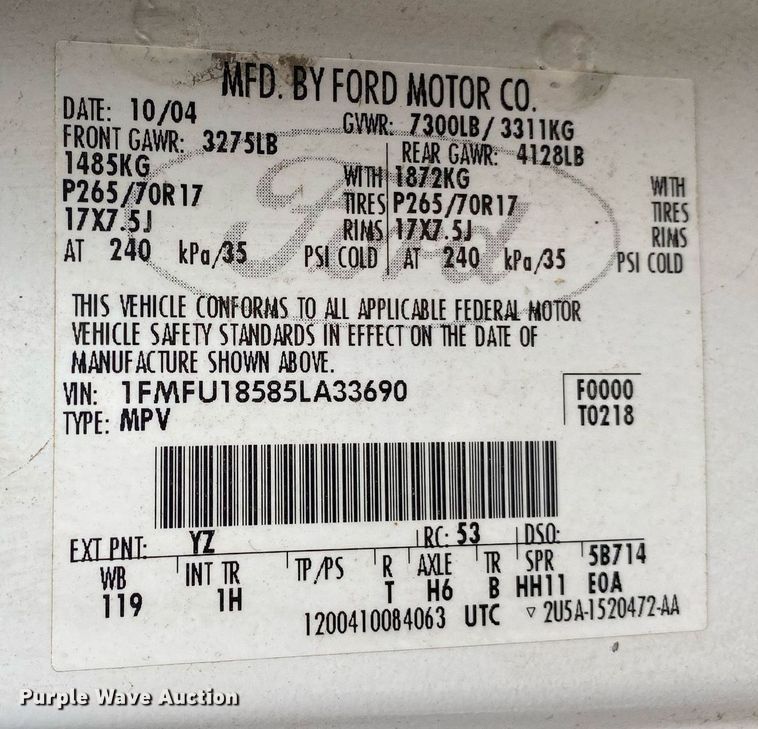 MFD. BY FORD MOTOR CO.
DATE: 10/04 GVWR: 7300LB/ 3311KG
FRONT GAWR: 3275LB REAR GAWR: 4128LB
1485KG WITH 1872KG WITH
P265/70R17 TIRES P265/70R17 TIRES
17X7.5J RIMS 17X7.5J RIMS
AT 240 kPa/35 PSI COLD AT 240 kPa/35 PSI COLD
Ford
THIS VEHICLE CONFORMS TO ALL APPLICABLE FEDERAL MOTOR
VEHICLE SAFETY STANDARDS IN EFFECT ON THE DATE OF
MANUFACTURE SHOWN ABOVE.
VIN: 1FMFU18585LA33690 F0000
TYPE: MPV T0218
EXT PNT: YZ RC: 53 DSO:
WB INT TR TP/PS R AXLE TR SPR 5B714
119 1H T H6 B HH11 E0A
1200410084063 UTC ▽ 2U5A-1520472-AA
Purple Wave Auction